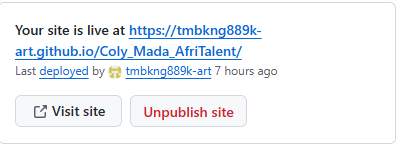 Your site is live at https://tmbkng889k-
art.github.io/Coly_Mada_AfriTalent/
Last deployed by tmbkng889k-art 7 hours ago
Visit site
Unpublish site